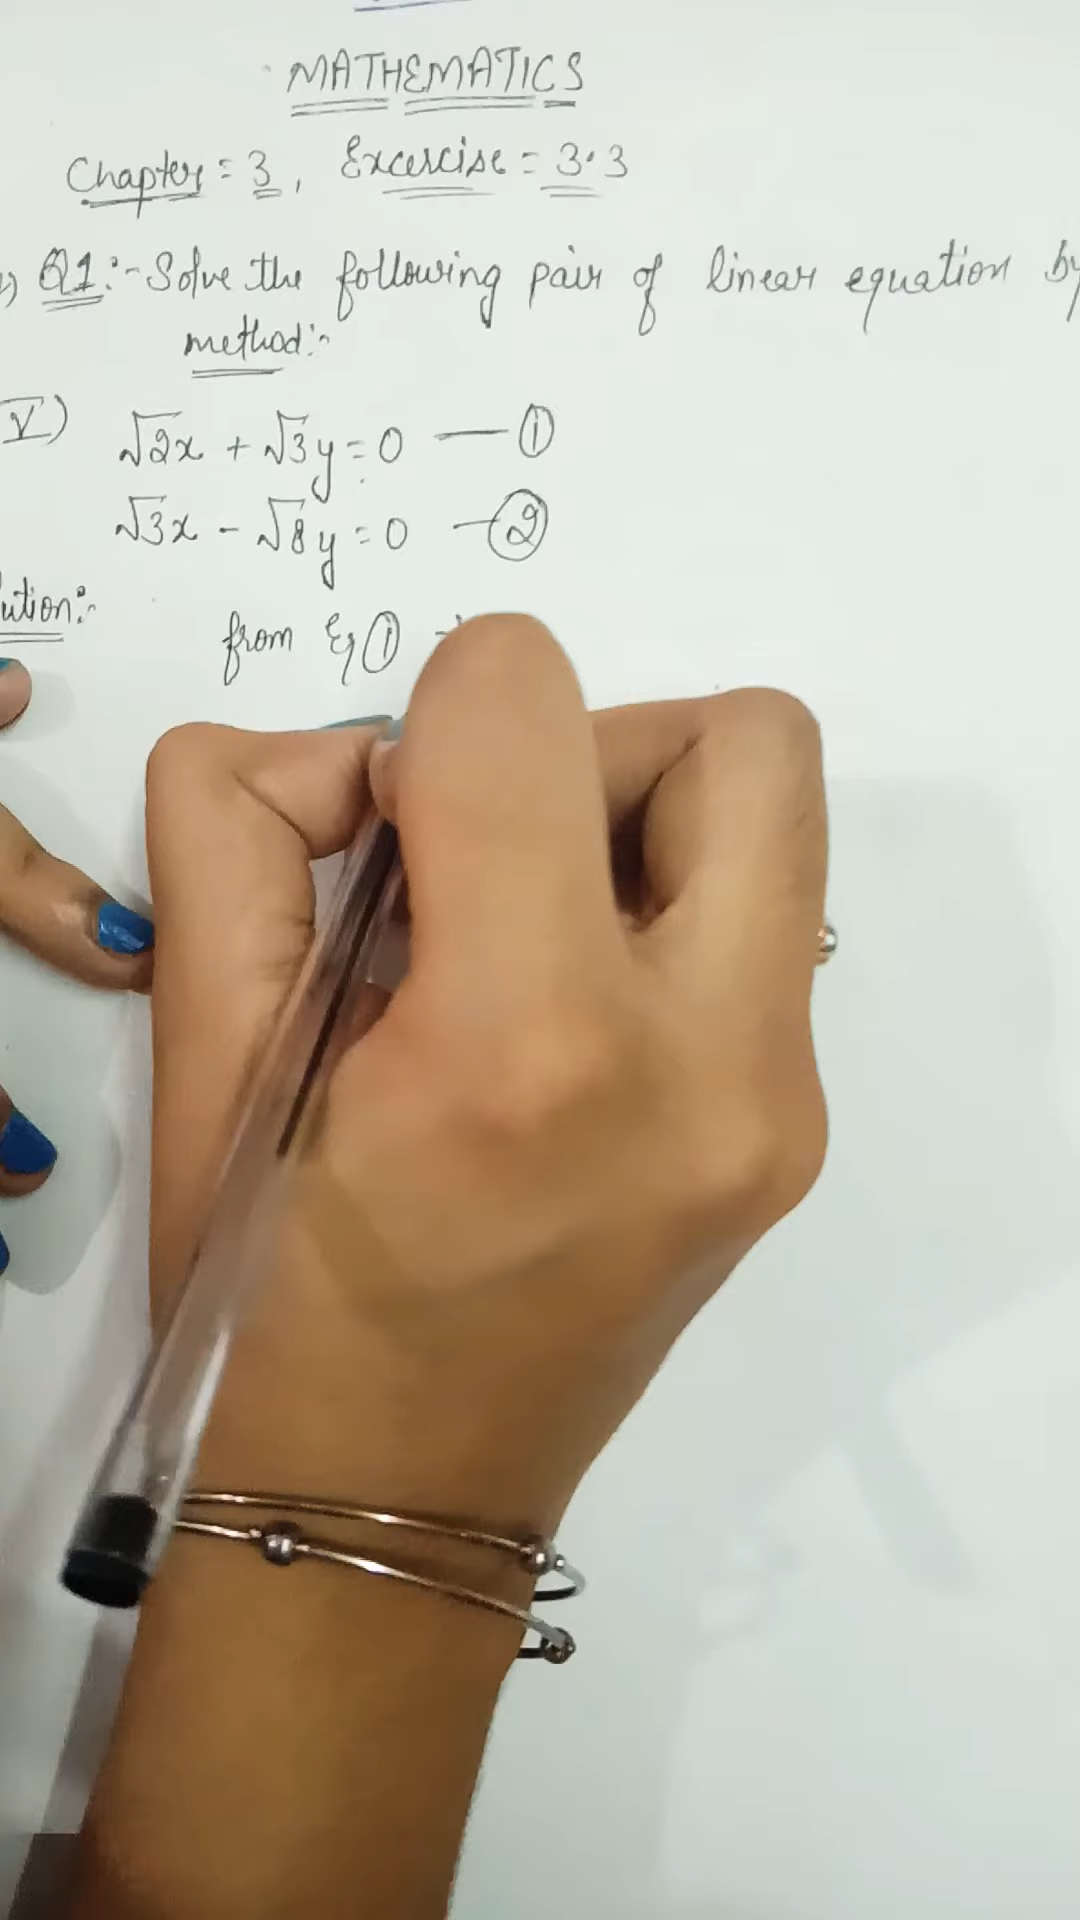 MATHEMATICS
Chapter = 3, Excercise = 3.3
Q1:- Solve the following pair of linear equation by
method:-
V) √2x + √3y = 0 — ①
√3x - √8y = 0 — ②
ution:-
from Eq ①